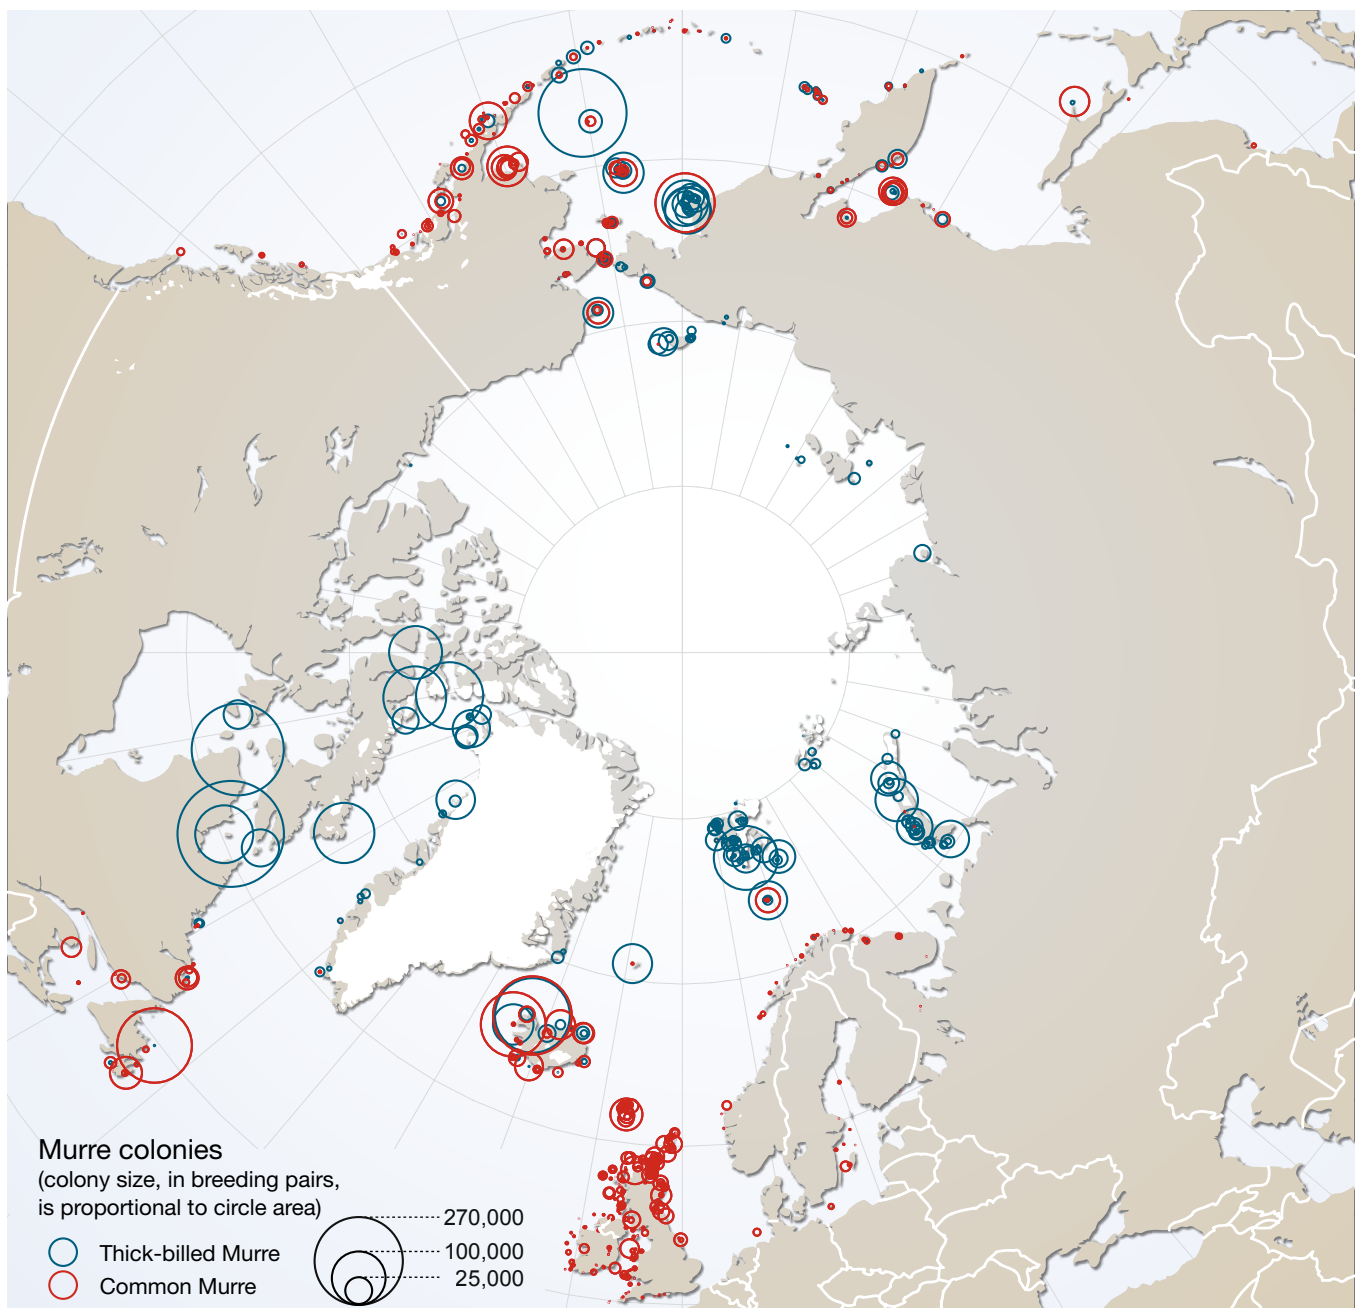 Murre colonies
(colony size, in breeding pairs,
is proportional to circle area)
Thick-billed Murre
Common Murre
270,000
100,000
25,000